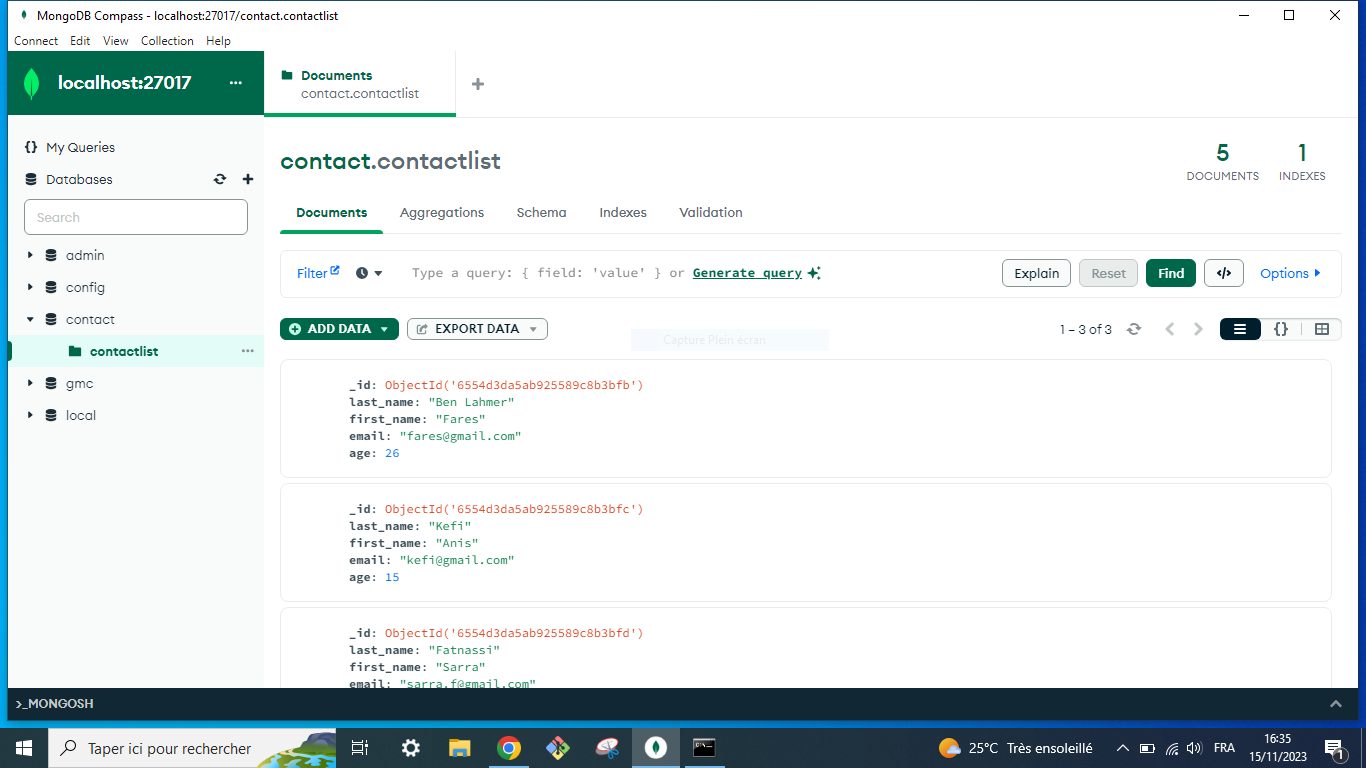 MongoDB Compass - localhost:27017/contact.contactlist
Connect Edit View Collection Help
localhost:27017 ...
Documents
contact.contactlist
+
{} My Queries
Databases
Search
admin
config
contact
contactlist ...
gmc
local
contact.contactlist
5
DOCUMENTS
1
INDEXES
Documents Aggregations Schema Indexes Validation
Filter Type a query: { field: 'value' } or Generate query Explain Reset Find </> Options
ADD DATA EXPORT DATA 1 – 3 of 3 {}
Capture Plein écran
_id: ObjectId('6554d3da5ab925589c8b3bfb')
last_name: "Ben Lahmer"
first_name: "Fares"
email: "fares@gmail.com"
age: 26
_id: ObjectId('6554d3da5ab925589c8b3bfc')
last_name: "Kefi"
first_name: "Anis"
email: "kefi@gmail.com"
age: 15
_id: ObjectId('6554d3da5ab925589c8b3bfd')
last_name: "Fatnassi"
first_name: "Sarra"
email: "sarra.f@gmail.com"
>_MONGOSH
Taper ici pour rechercher
25°C Très ensoleillé
FRA
16:35
15/11/2023
1